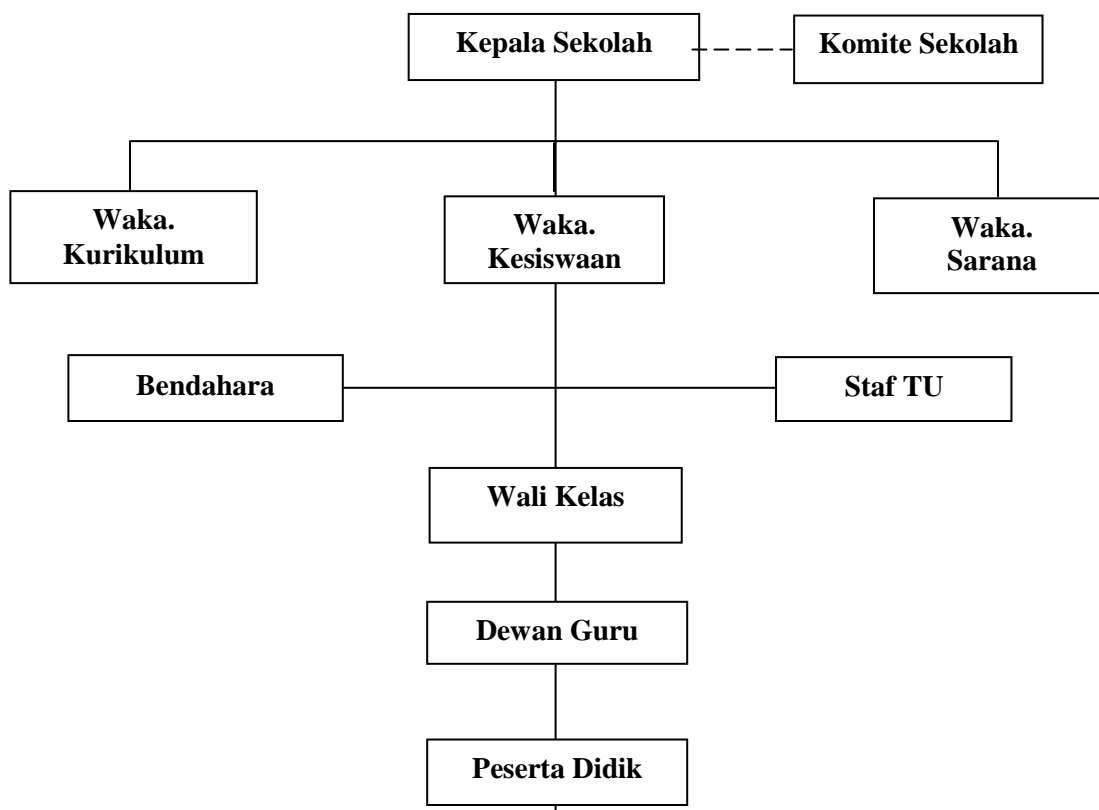 Kepala Sekolah
Komite Sekolah
Waka.
Kurikulum
Waka.
Kesiswaan
Waka.
Sarana
Bendahara
Staf TU
Wali Kelas
Dewan Guru
Peserta Didik